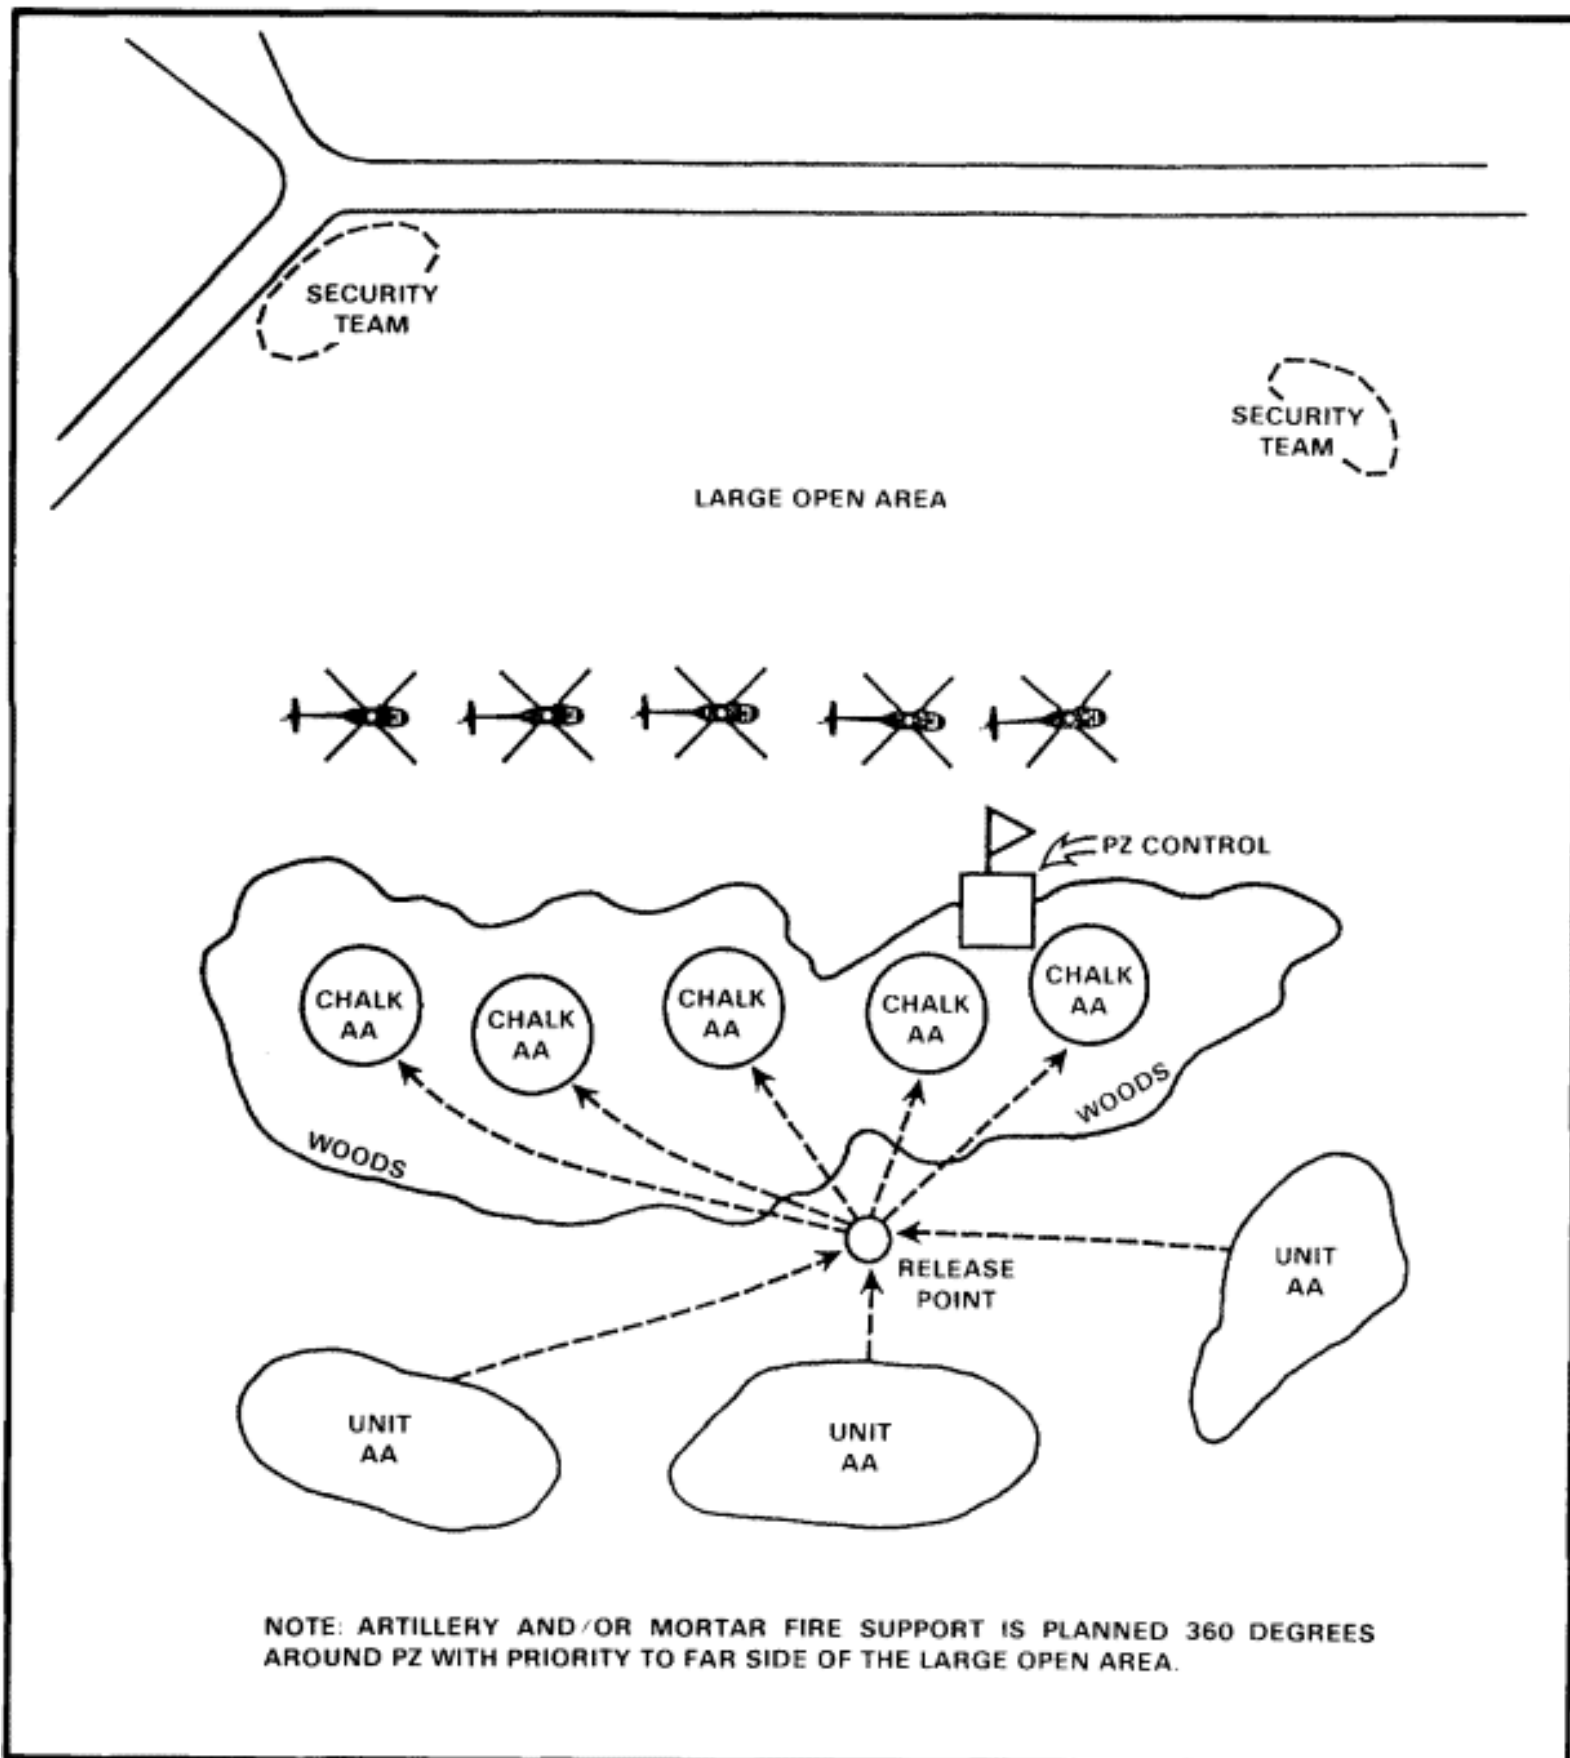 SECURITY
TEAM
SECURITY
TEAM
LARGE OPEN AREA
PZ CONTROL
CHALK
AA
CHALK
AA
CHALK
AA
CHALK
AA
CHALK
AA
WOODS
WOODS
RELEASE
POINT
UNIT
AA
UNIT
AA
UNIT
AA
NOTE: ARTILLERY AND/OR MORTAR FIRE SUPPORT IS PLANNED 360 DEGREES
AROUND PZ WITH PRIORITY TO FAR SIDE OF THE LARGE OPEN AREA.